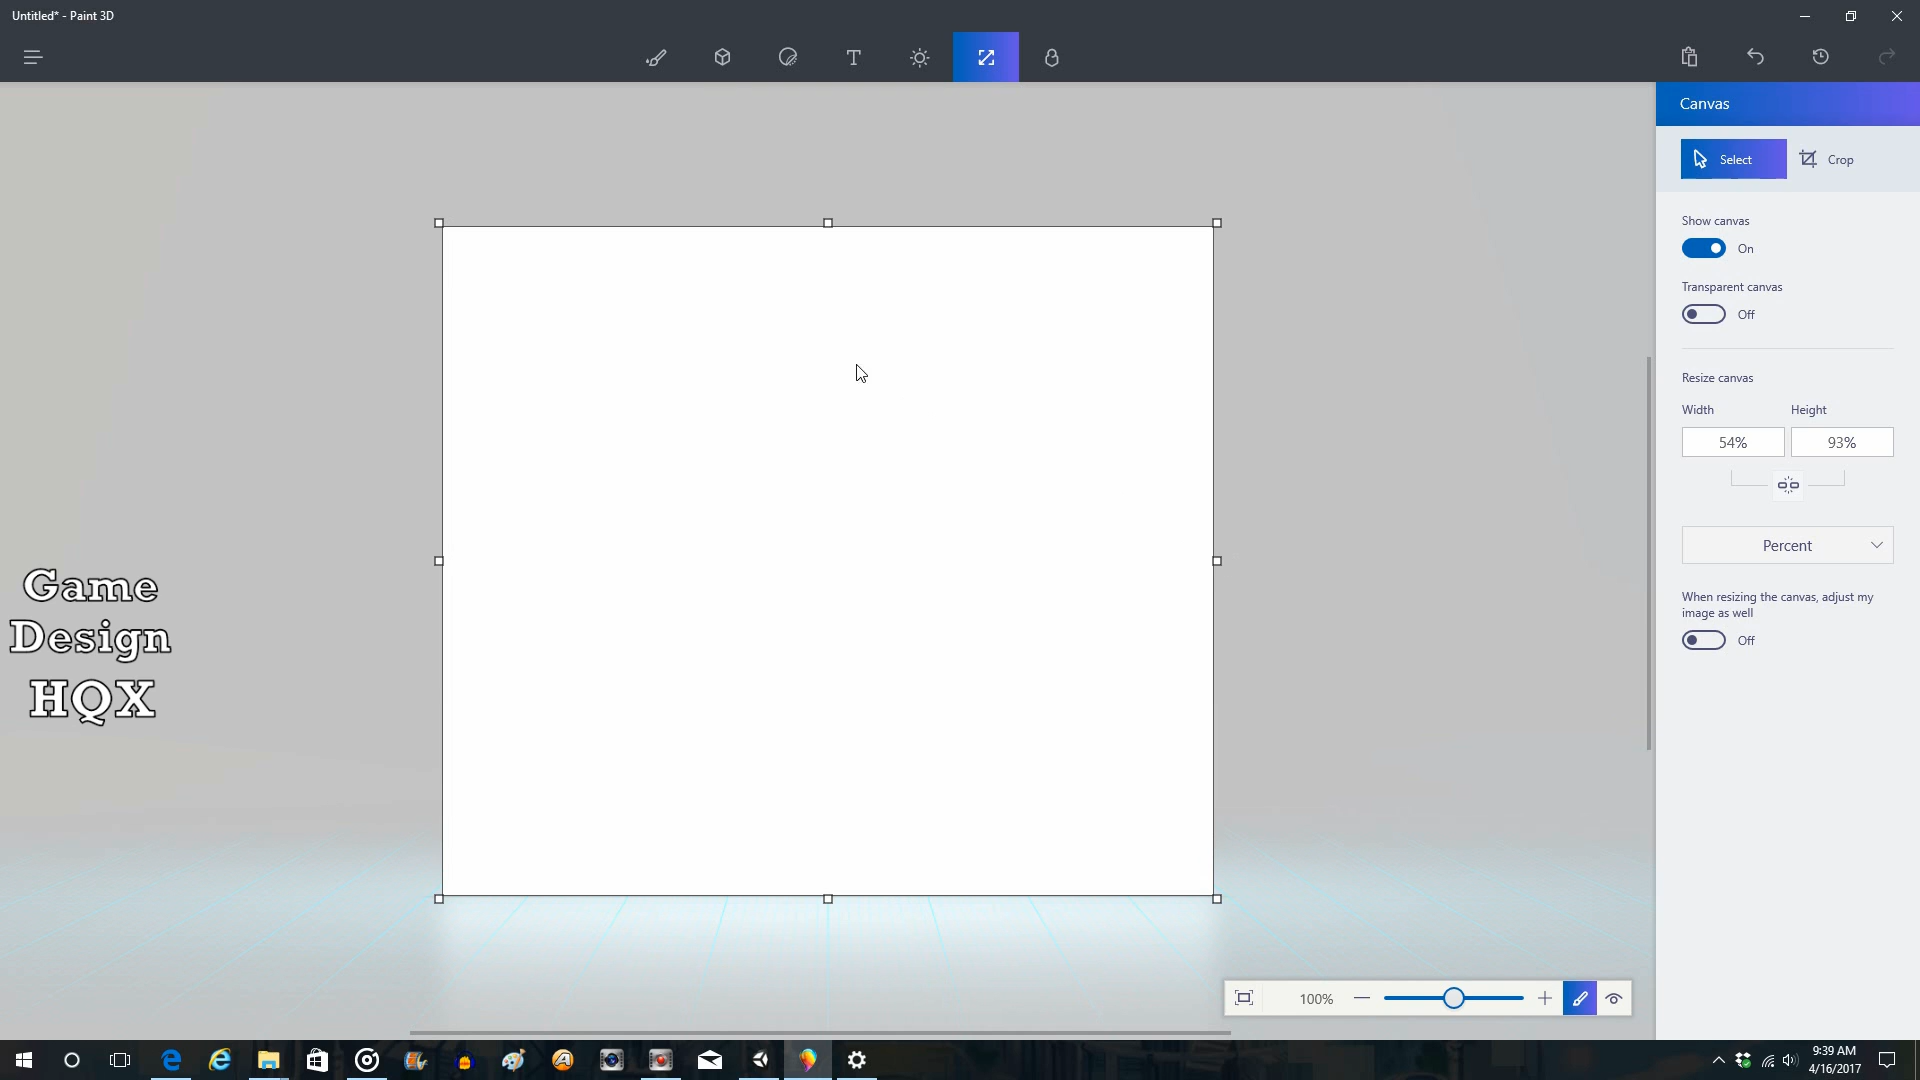 Untitled* - Paint 3D
Canvas
Select
Crop
Show canvas
On
Transparent canvas
Off
Resize canvas
Width
Height
54%
93%
Percent
When resizing the canvas, adjust my
image as well
Off
Game
Design
HQX
100%
9:39 AM
4/16/2017